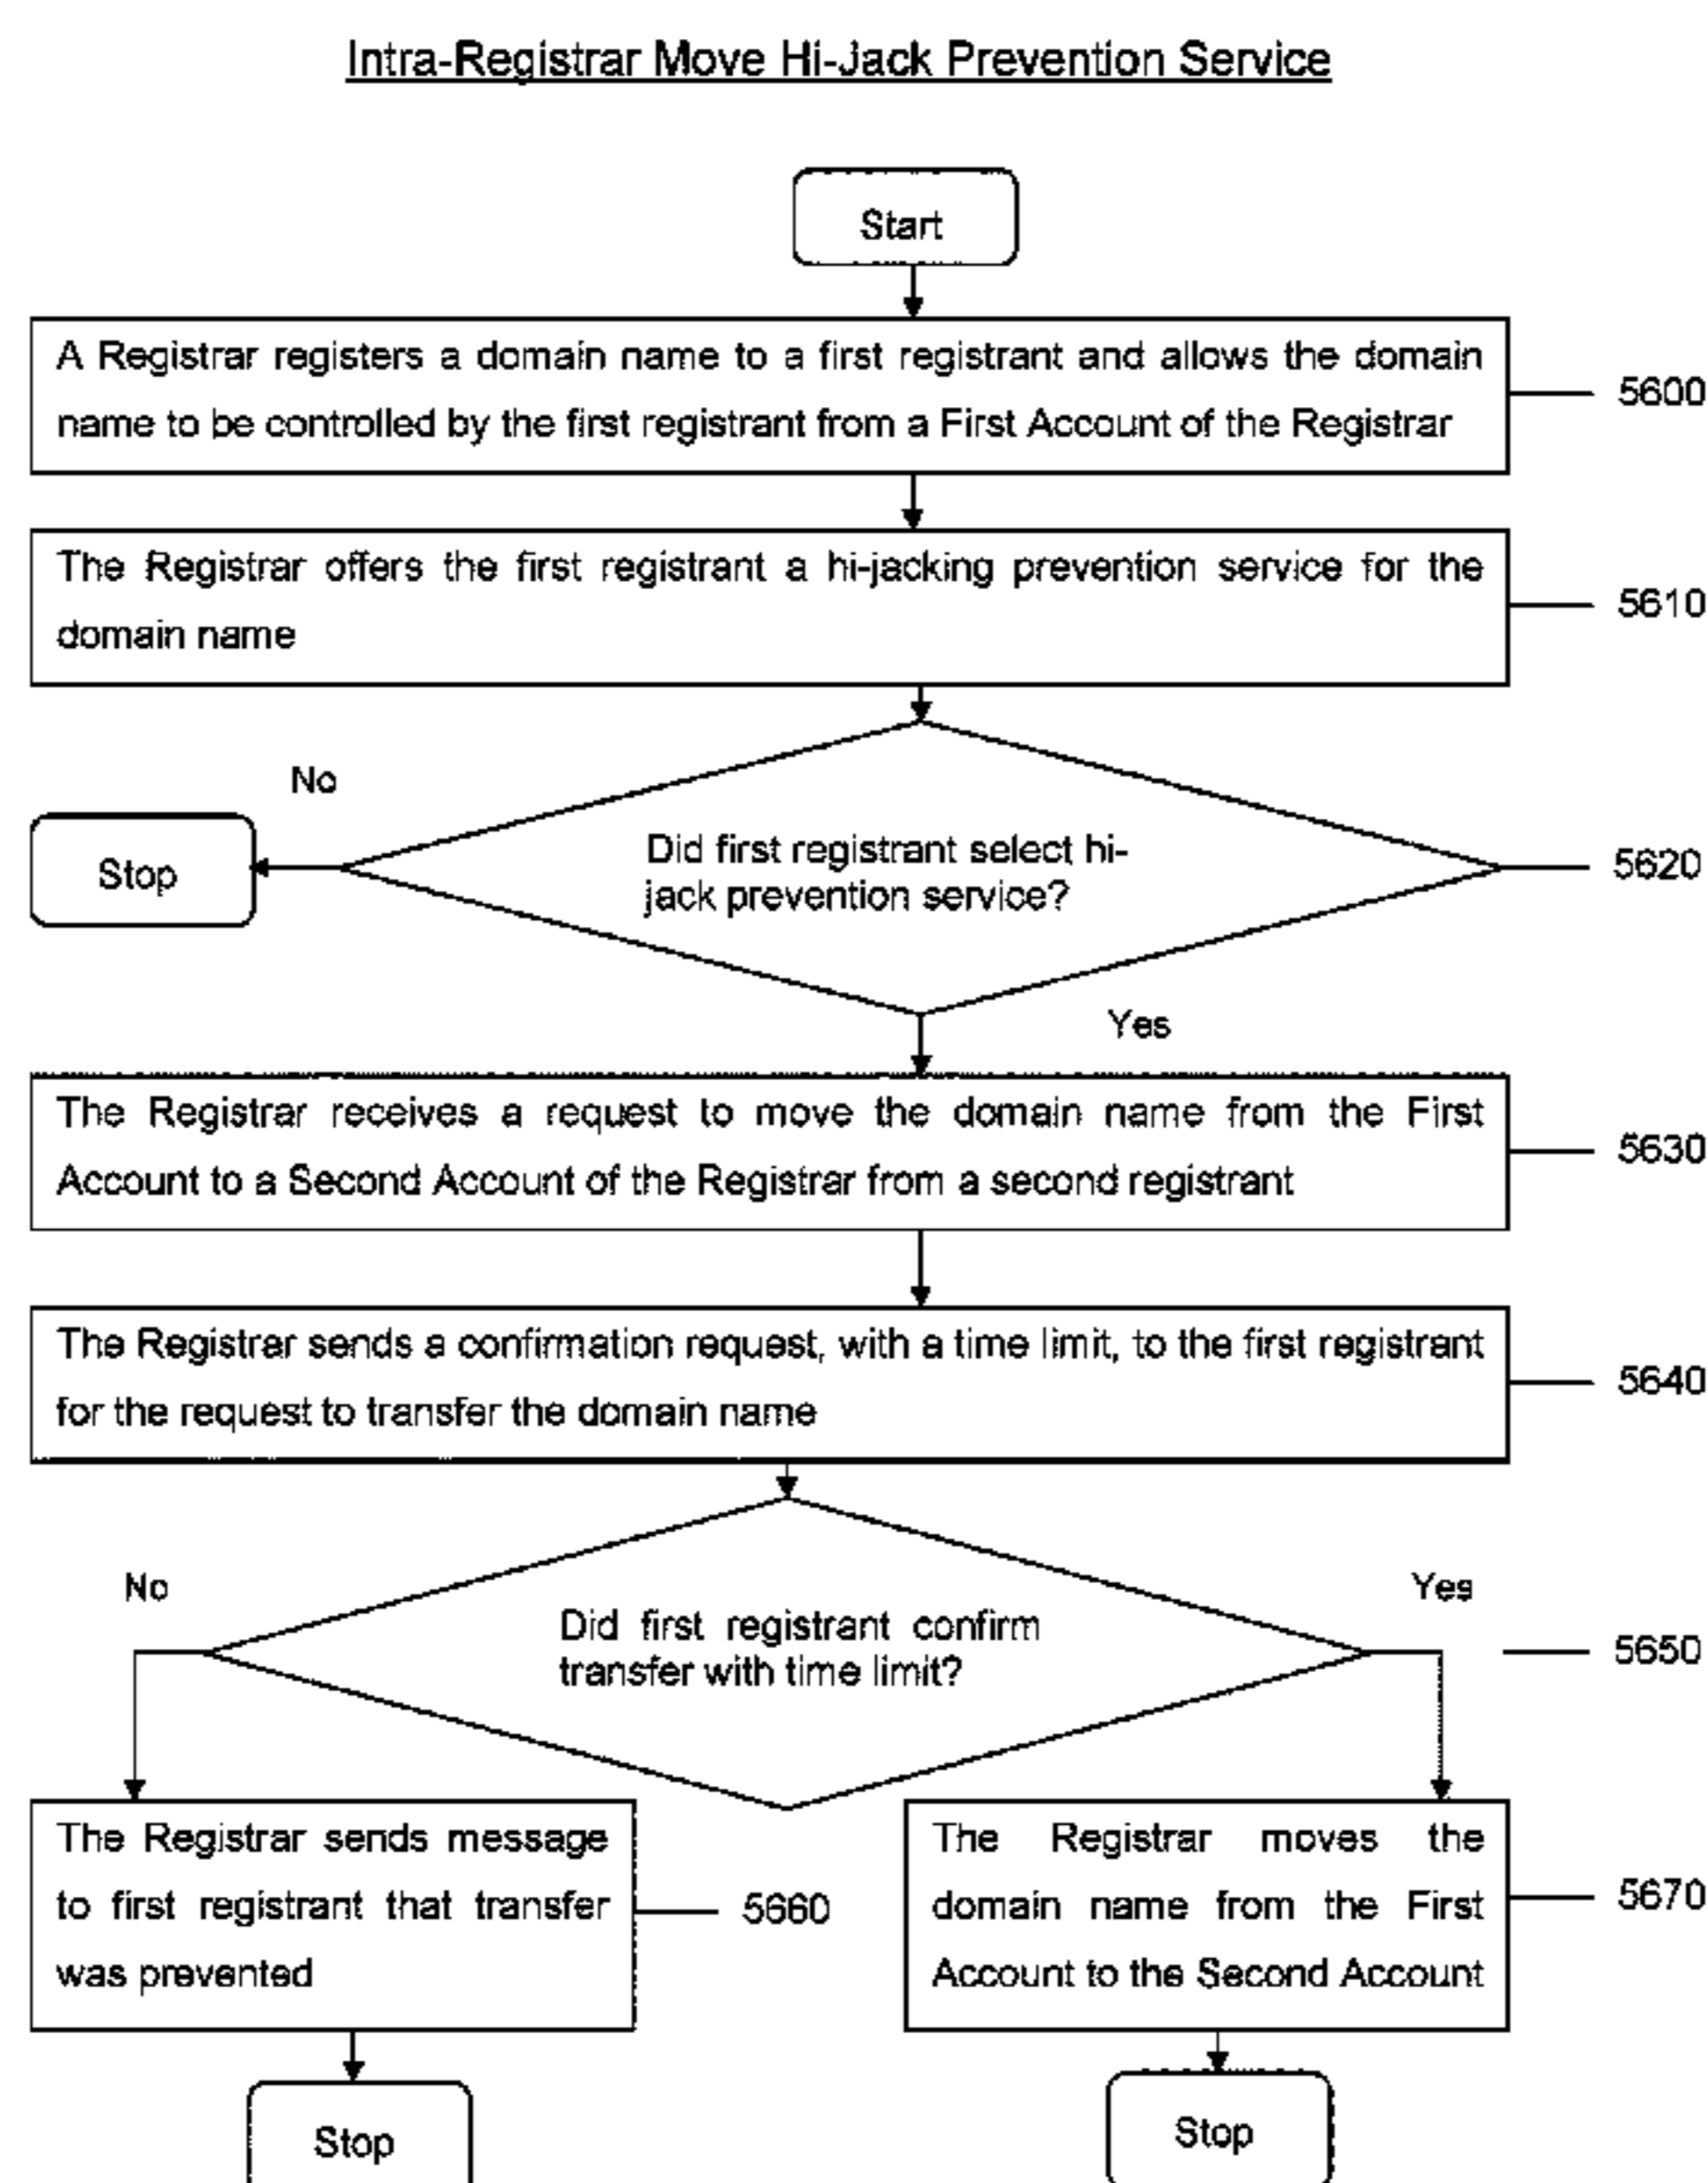 Intra-Registrar Move Hi-Jack Prevention Service
Start
A Registrar registers a domain name to a first registrant and allows the domain
name to be controlled by the first registrant from a First Account of the Registrar
5600
The Registrar offers the first registrant a hi-jacking prevention service for the
domain name
5610
No
Stop
Did first registrant select hi-
jack prevention service?
5620
Yes
The Registrar receives a request to move the domain name from the First
Account to a Second Account of the Registrar from a second registrant
5630
The Registrar sends a confirmation request, with a time limit, to the first registrant
for the request to transfer the domain name
5640
No
Yes
Did first registrant confirm
transfer with time limit?
5650
The Registrar sends message
to first registrant that transfer
was prevented
5660
The Registrar moves the
domain name from the First
Account to the Second Account
5670
Stop
Stop